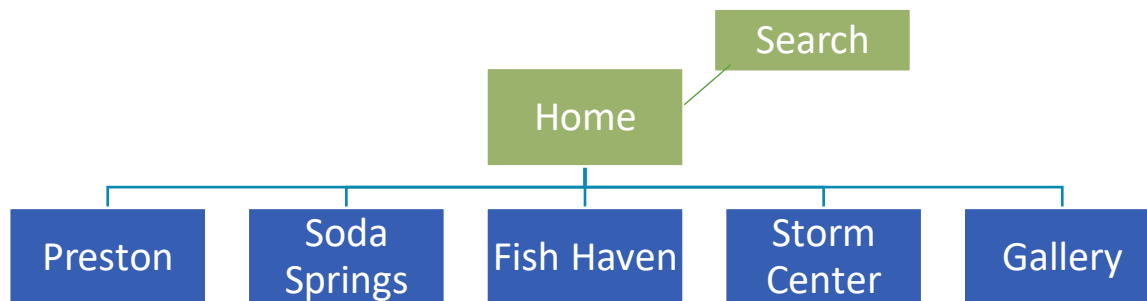 Search
Home
Preston
Soda
Springs
Fish Haven
Storm
Center
Gallery